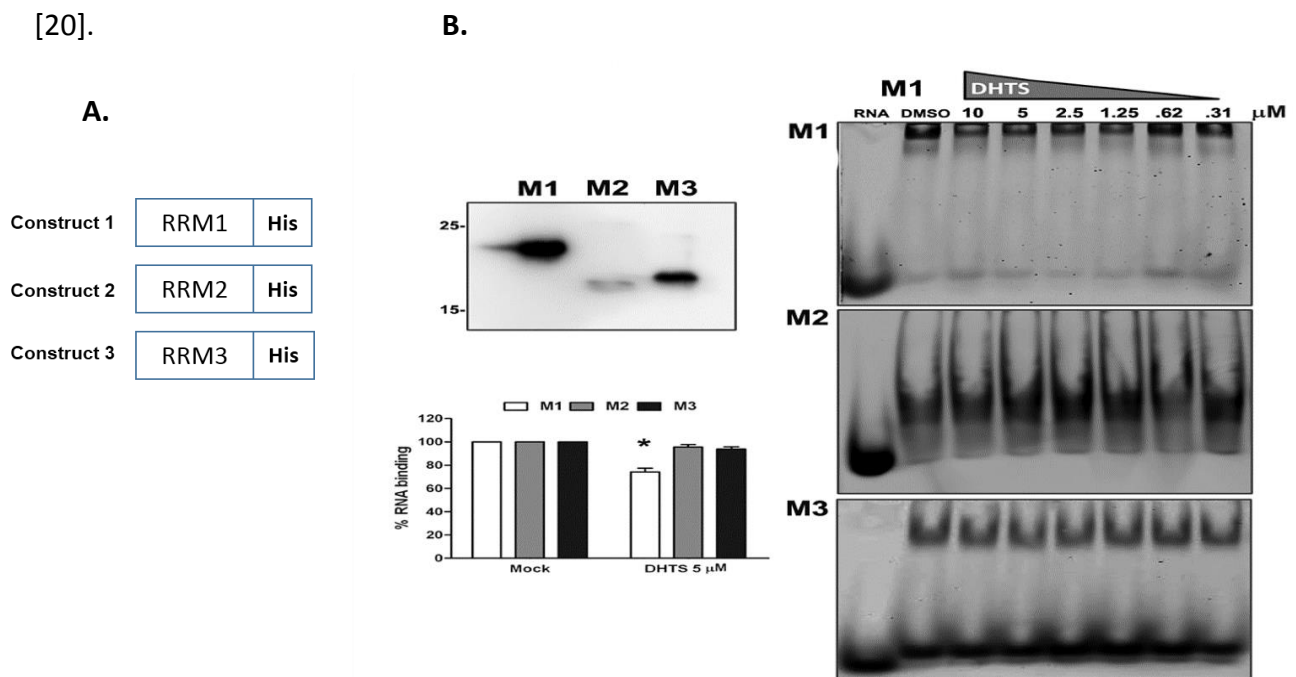 [20].
A.
Construct 1 RRM1 His
Construct 2 RRM2 His
Construct 3 RRM3 His
B.
M1 M2 M3
25-
15-
M1 M2 M3
% RNA binding
120
100
80
60
40
20
0
*
Mock DHTS 5 μM
M1 DHTS
RNA DMSO 10 5 2.5 1.25 .62 .31 μM
M1
M2
M3